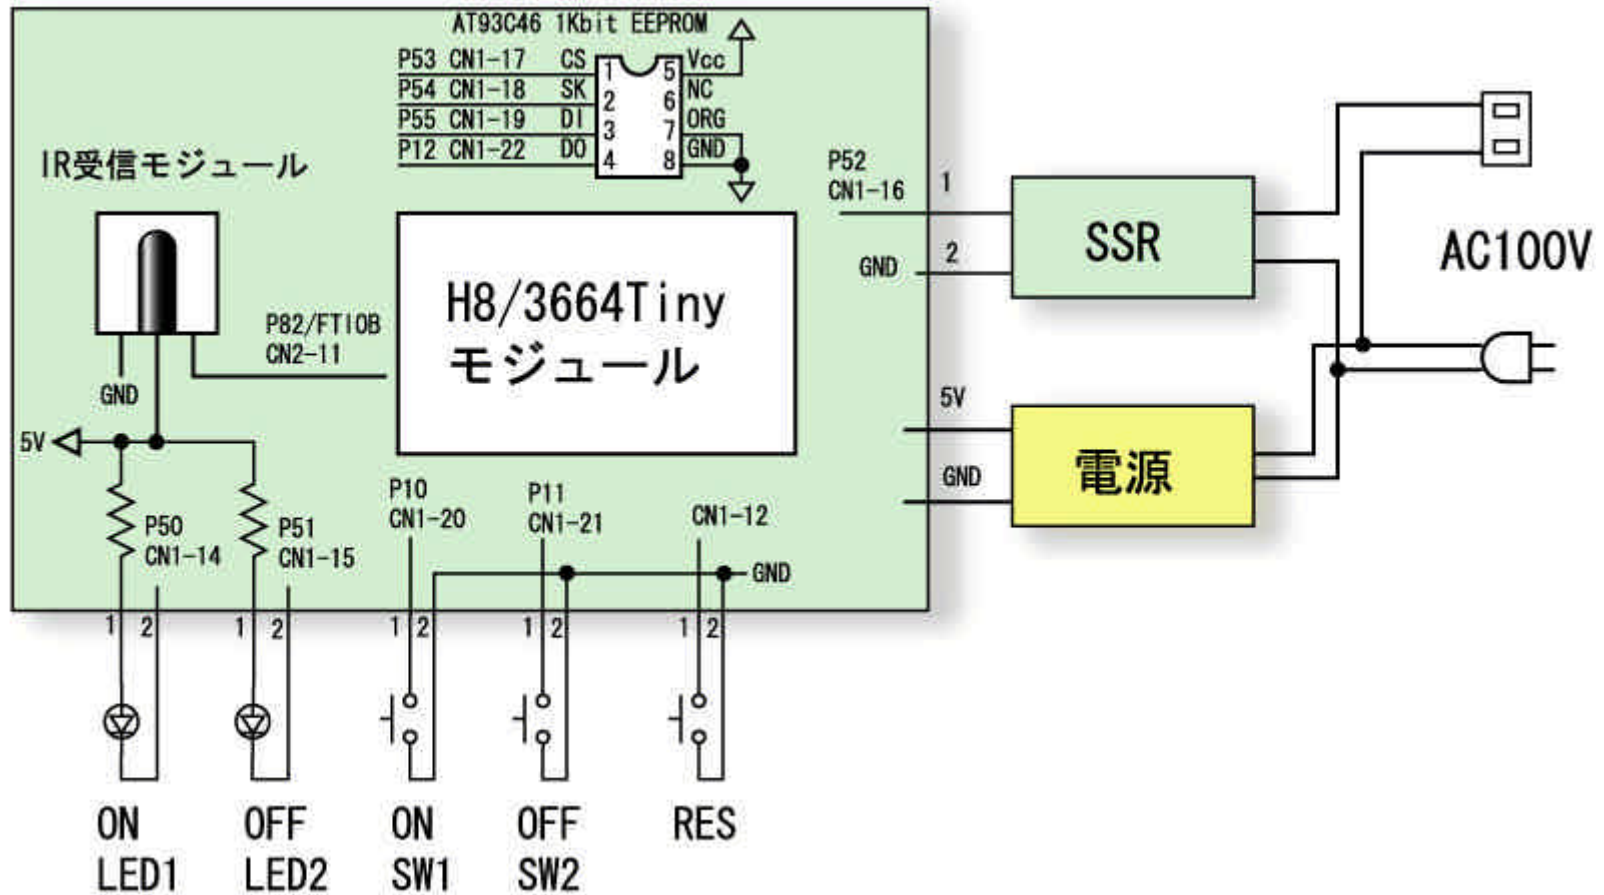 AT93C46 1Kbit EEPROM
P53 CN1-17 CS 1 5 Vcc
P54 CN1-18 SK 2 6 NC
P55 CN1-19 DI 3 7 ORG
P12 CN1-22 DO 4 8 GND
IR受信モジュール
P52
CN1-16
1
GND
2
SSR
AC100V
H8/3664Tiny
モジュール
P82/FTIOB
CN2-11
GND
5V
5V
GND
電源
P50
CN1-14
P51
CN1-15
P10
CN1-20
P11
CN1-21
CN1-12
GND
1 2 1 2 1 2 1 2 1 2
ON
LED1
OFF
LED2
ON
SW1
OFF
SW2
RES